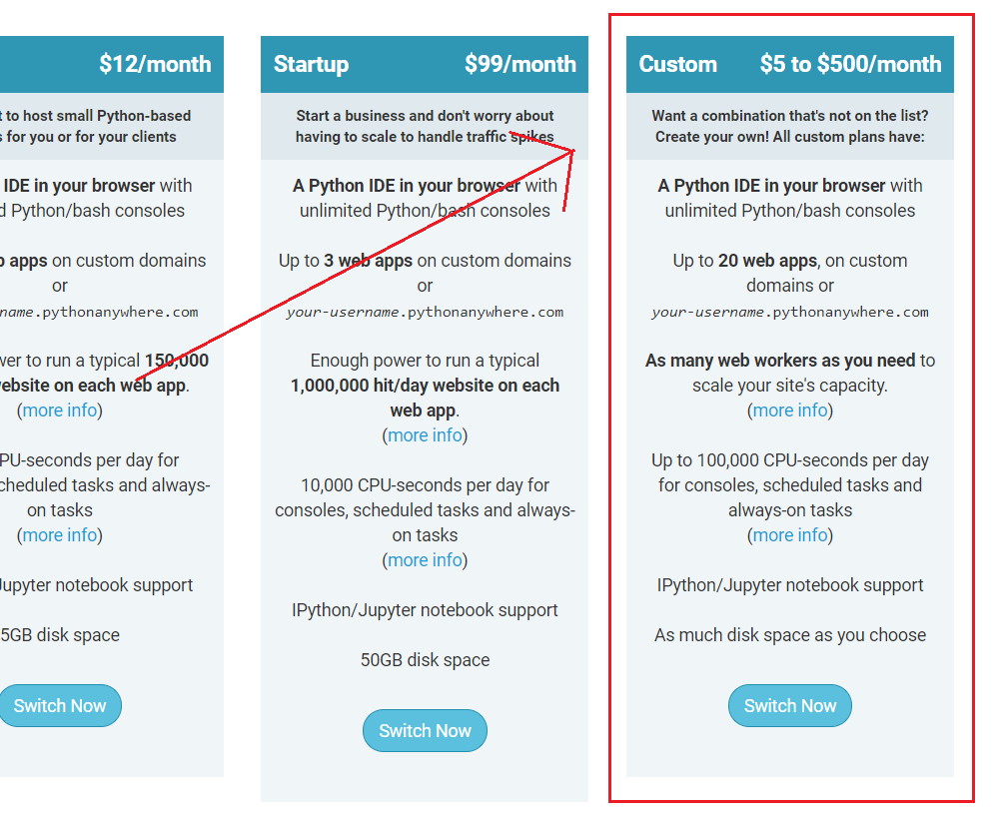 $12/month
t to host small Python-based
s for you or for your clients
IDE in your browser with
d Python/bash consoles
b apps on custom domains
or
name.pythonanywhere.com
wer to run a typical 150,000
website on each web app.
(more info)
PU-seconds per day for
cheduled tasks and always-
on tasks
(more info)
Jupyter notebook support
5GB disk space
Switch Now
Startup $99/month
Start a business and don't worry about
having to scale to handle traffic spikes
A Python IDE in your browser with
unlimited Python/bash consoles
Up to 3 web apps on custom domains
or
your-username.pythonanywhere.com
Enough power to run a typical
1,000,000 hit/day website on each
web app.
(more info)
10,000 CPU-seconds per day for
consoles, scheduled tasks and always-
on tasks
(more info)
IPython/Jupyter notebook support
50GB disk space
Switch Now
Custom $5 to $500/month
Want a combination that's not on the list?
Create your own! All custom plans have:
A Python IDE in your browser with
unlimited Python/bash consoles
Up to 20 web apps, on custom
domains or
your-username.pythonanywhere.com
As many web workers as you need to
scale your site's capacity.
(more info)
Up to 100,000 CPU-seconds per day
for consoles, scheduled tasks and
always-on tasks
(more info)
IPython/Jupyter notebook support
As much disk space as you choose
Switch Now